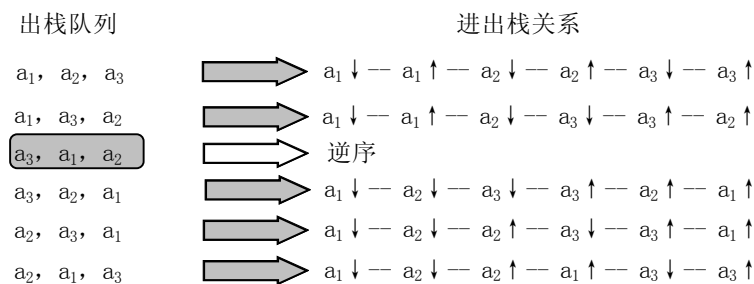 出栈队列 进出栈关系
a₁，a₂，a₃ a₁↓-- a₁↑-- a₂↓-- a₂↑-- a₃↓-- a₃↑
a₁，a₃，a₂ a₁↓-- a₁↑-- a₂↓-- a₃↓-- a₃↑-- a₂↑
a₃，a₁，a₂ 逆序
a₃，a₂，a₁ a₁↓-- a₂↓-- a₃↓-- a₃↑-- a₂↑-- a₁↑
a₂，a₃，a₁ a₁↓-- a₂↓-- a₂↑-- a₃↓-- a₃↑-- a₁↑
a₂，a₁，a₃ a₁↓-- a₂↓-- a₂↑-- a₁↑-- a₃↓-- a₃↑